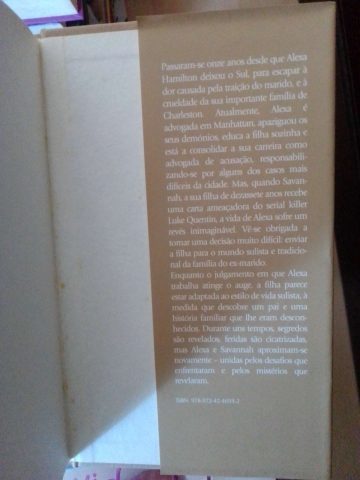 Passaram-se onze anos desde que Alexa
Hamilton deixou o Sul, para escapar à
dor causada pela traição do marido, e à
crueldade da sua importante família de
Charleston. Atualmente, Alexa é
advogada em Manhattan, apaziguou os
seus demónios, educa a filha sozinha e
está a consolidar a sua carreira como
advogada de acusação, responsabili-
zando-se por alguns dos casos mais
difíceis da cidade. Mas, quando Savan-
nah, a sua filha de dezassete anos recebe
uma carta ameaçadora do serial killer
Luke Quentin, a vida de Alexa sofre um
revés inimaginável. Vê-se obrigada a
tomar uma decisão muito difícil: enviar
a filha para o mundo sulista e tradicio-
nal da família do ex-marido.
Enquanto o julgamento em que Alexa
trabalha atinge o auge, a filha parece
estar adaptada ao estilo de vida sulista, à
medida que descobre um pai e uma
história familiar que lhe eram descon-
hecidos. Durante uns tempos, segredos
são revelados, feridas são cicatrizadas,
mas Alexa e Savannah aproximam-se
novamente – unidas pelos desafios que
enfrentaram e pelos mistérios que
revelaram.
ISBN: